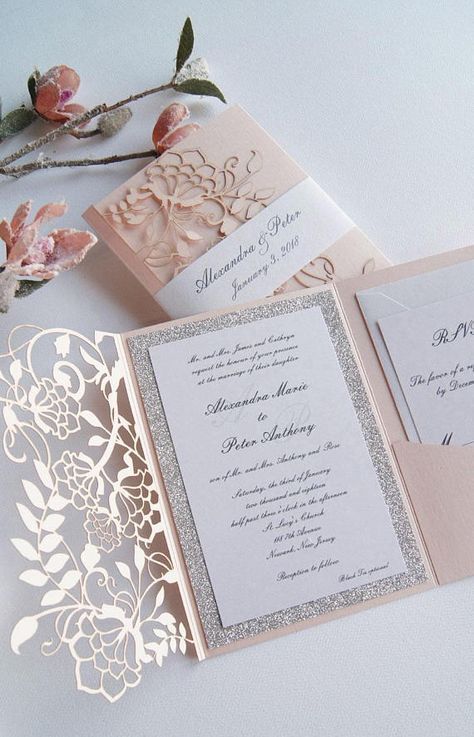 Alexandra & Peter
January 3, 2018
Mr. and Mrs. James and Cathryn
request the honour of your presence
at the marriage of their daughter
Alexandra Marie
to
Peter Anthony
son of Mr. and Mrs. Anthony and Rose
Saturday, the third of January
two thousand and eighteen
half past three o'clock in the afternoon
St. Lucy's Church
118 7th Avenue
Newark, New Jersey
Reception to follow
Black Tie optional
RSVP
The favor of a
by